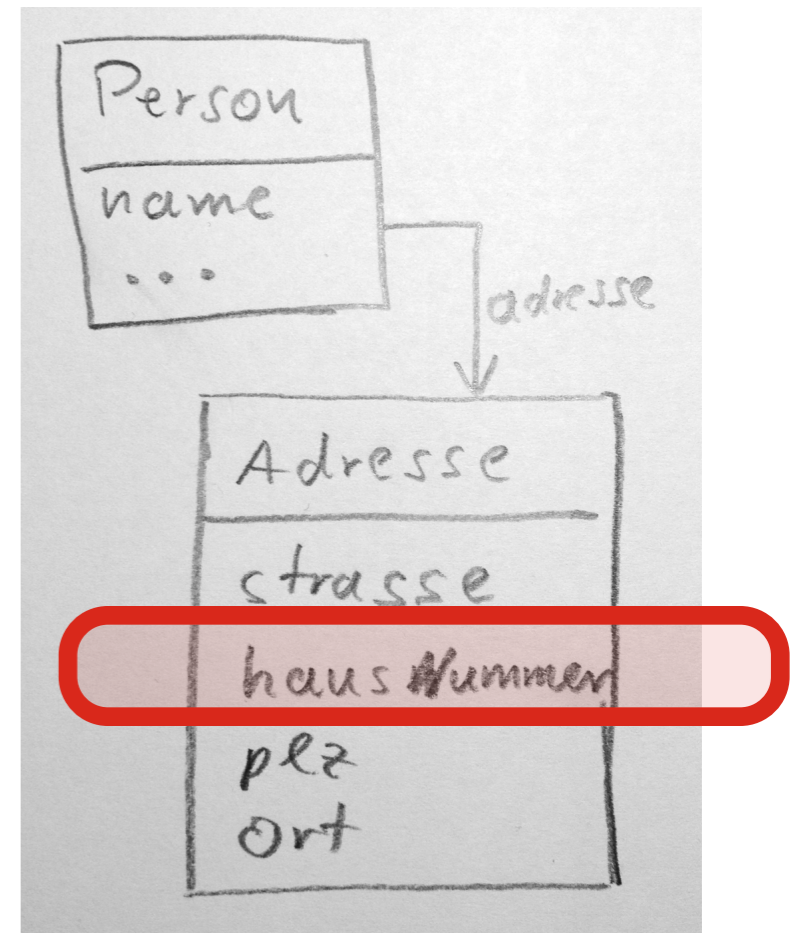 Person
name
...
adresse
Adresse
strasse
hausNummer
plz
ort